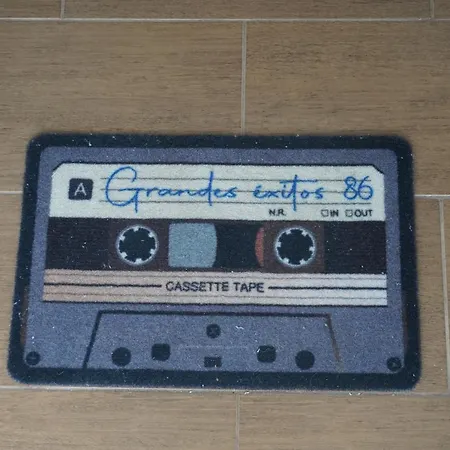 A Grandes éxitos 86
N.R. IN OUT
CASSETTE TAPE